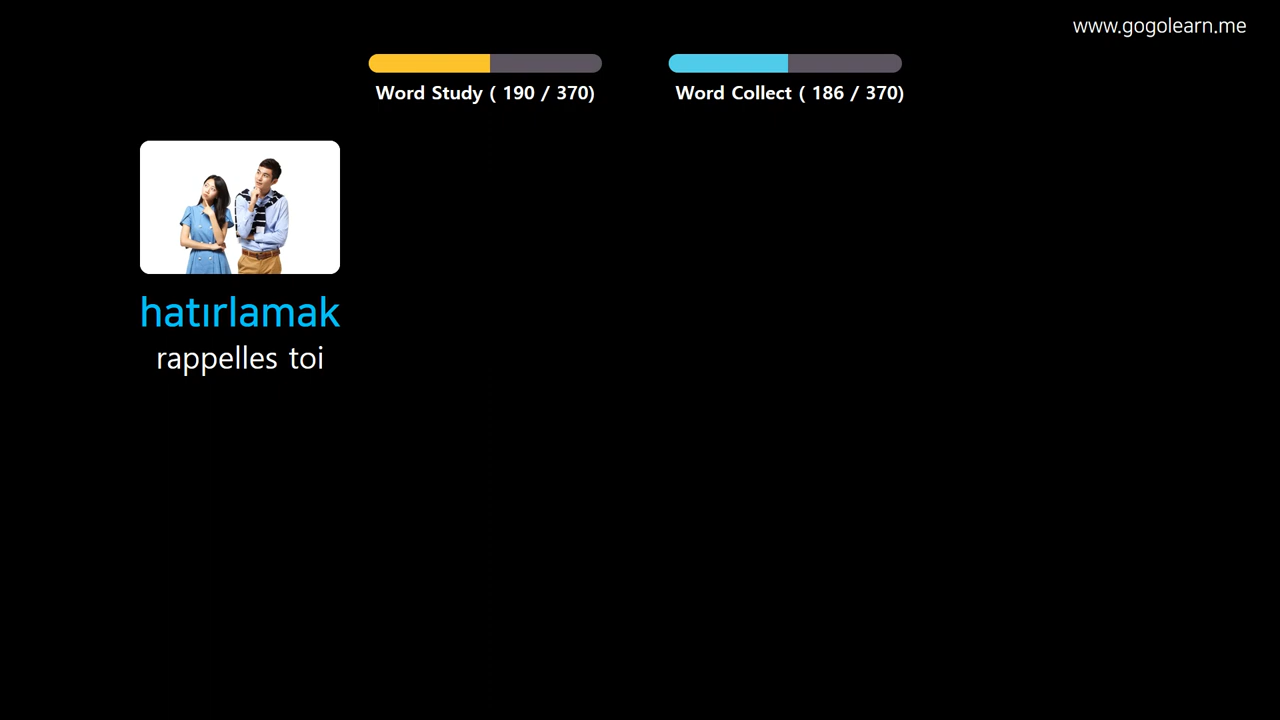 www.gogolearn.me
Word Study ( 190 / 370)
Word Collect ( 186 / 370)
hatırlamak
rappelles toi